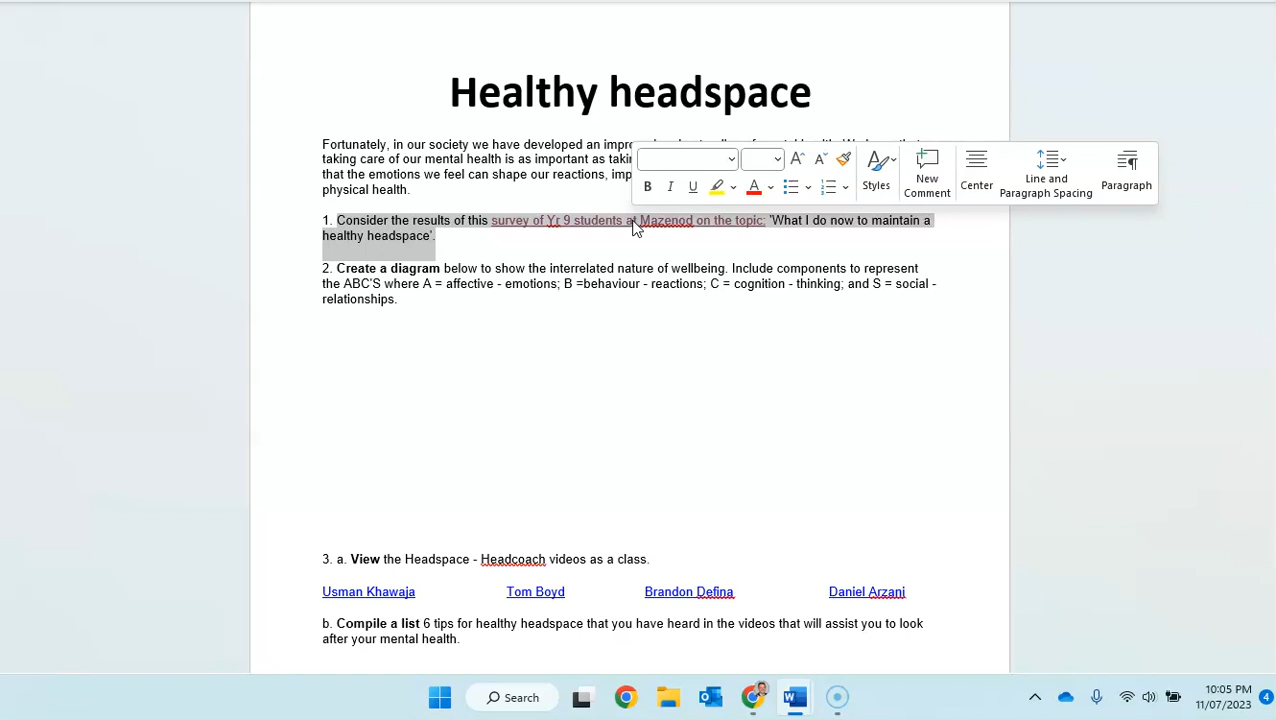 Healthy headspace
Fortunately, in our society we have developed an
taking care of our mental health is as important as
that the emotions we feel can shape our reactions,
physical health.
New
Comment
Styles
Center
Line and
Paragraph Spacing
Paragraph
B I U A
1. Consider the results of this survey of Yr 9 students at Mazenod on the topic: 'What I do now to maintain a
healthy headspace'.
2. Create a diagram below to show the interrelated nature of wellbeing. Include components to represent
the ABC'S where A = affective - emotions; B =behaviour - reactions; C = cognition - thinking; and S = social -
relationships.
3. a. View the Headspace - Headcoach videos as a class.
Usman Khawaja Tom Boyd Brandon Defina Daniel Arzani
b. Compile a list 6 tips for healthy headspace that you have heard in the videos that will assist you to look
after your mental health.
Search
10:05 PM
11/07/2023
4